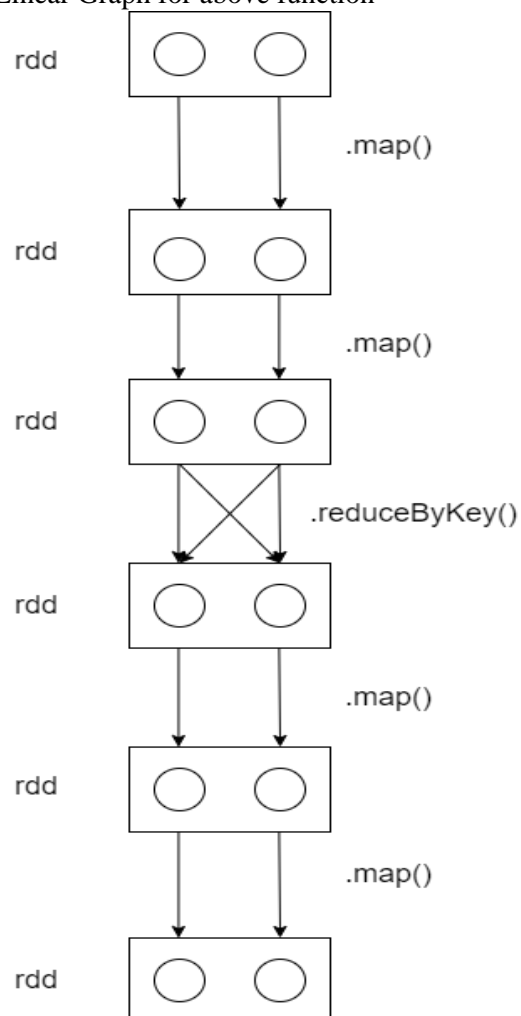 Linear Graph for above function
rdd
.map()
rdd
.map()
rdd
.reduceByKey()
rdd
.map()
rdd
.map()
rdd